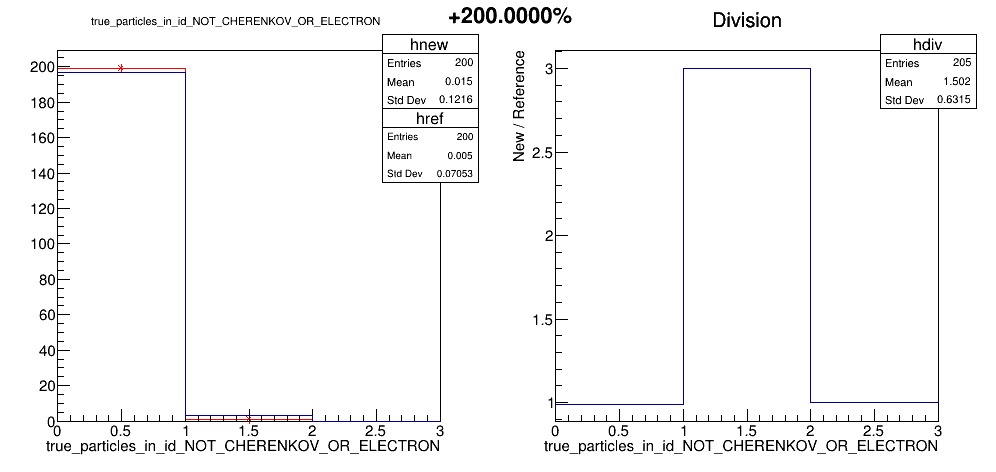 true_particles_in_id_NOT_CHERENKOV_OR_ELECTRON
+200.0000%
Division
hnew
Entries 200
Mean 0.015
Std Dev 0.1216
href
Entries 200
Mean 0.005
Std Dev 0.07053
200
180
160
140
120
100
80
60
40
20
0
0 0.5 1 1.5 2 2.5 3
true_particles_in_id_NOT_CHERENKOV_OR_ELECTRON
hdiv
Entries 205
Mean 1.502
Std Dev 0.6315
New / Reference
3
2.5
2
1.5
1
0 0.5 1 1.5 2 2.5 3
true_particles_in_id_NOT_CHERENKOV_OR_ELECTRON